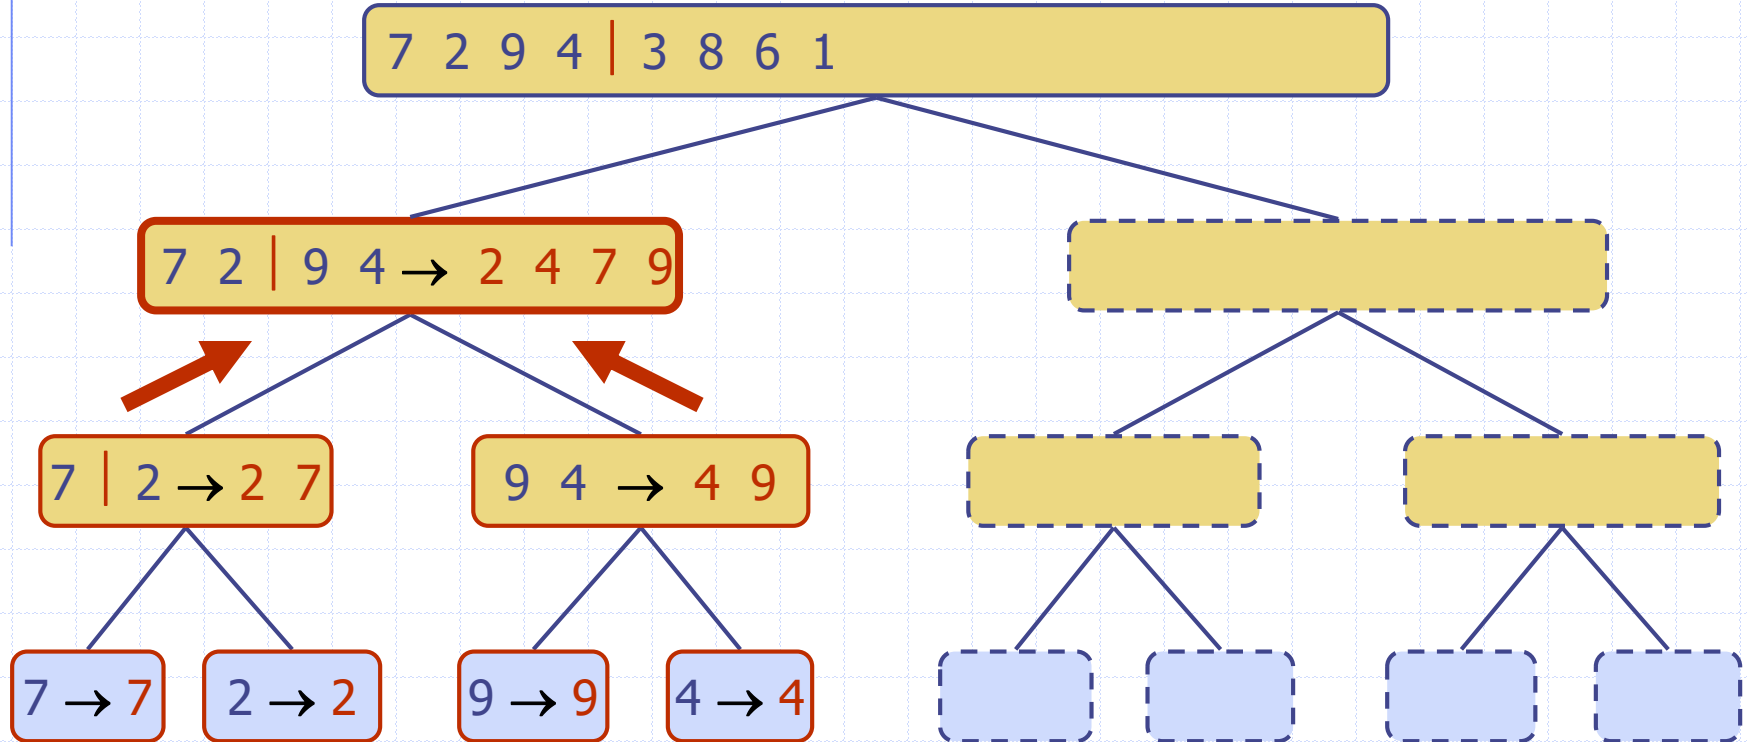 7 2 9 4 | 3 8 6 1
7 2 | 9 4 → 2 4 7 9
7 | 2 → 2 7
9 4 → 4 9
7 → 7
2 → 2
9 → 9
4 → 4